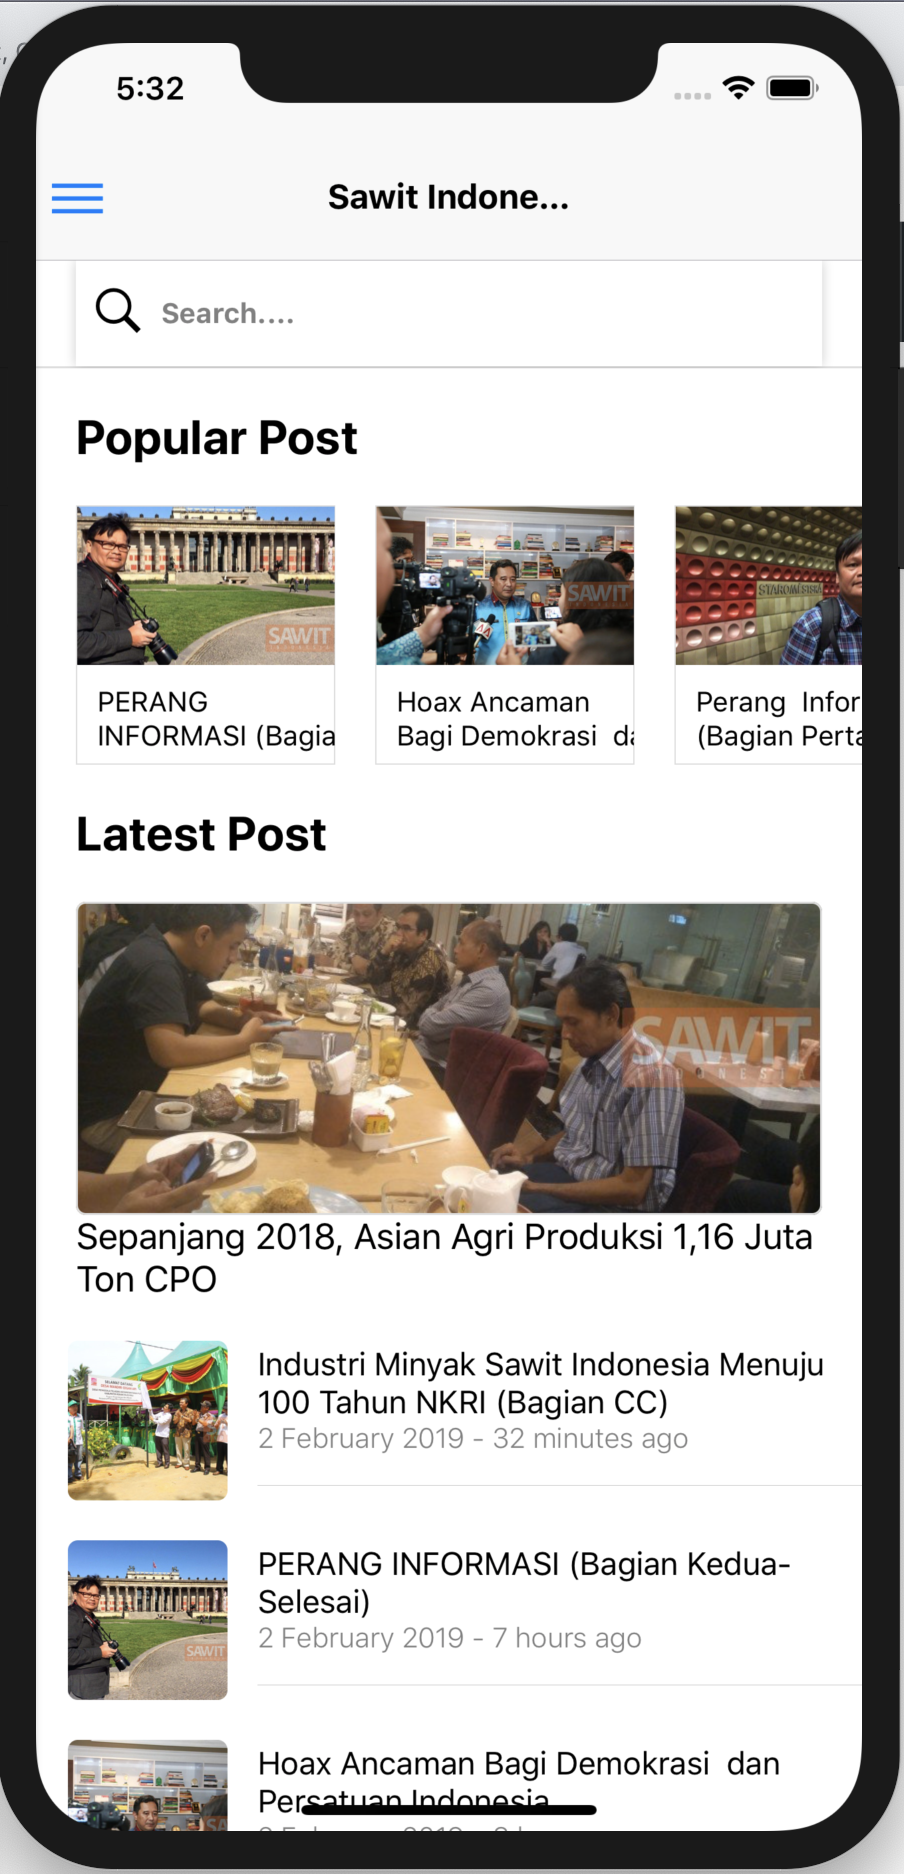 5:32
Sawit Indone...
Search....
Popular Post
SAWIT
SAWIT
STAROMĚSTSKÁ
PERANG
INFORMASI (Bagia
Hoax Ancaman
Bagi Demokrasi da
Perang Infor
(Bagian Perta
Latest Post
SAWIT
INDONESIA
Sepanjang 2018, Asian Agri Produksi 1,16 Juta
Ton CPO
Industri Minyak Sawit Indonesia Menuju
100 Tahun NKRI (Bagian CC)
2 February 2019 - 32 minutes ago
PERANG INFORMASI (Bagian Kedua-
Selesai)
2 February 2019 - 7 hours ago
SAWIT
Hoax Ancaman Bagi Demokrasi dan
Persatuan Indonesia